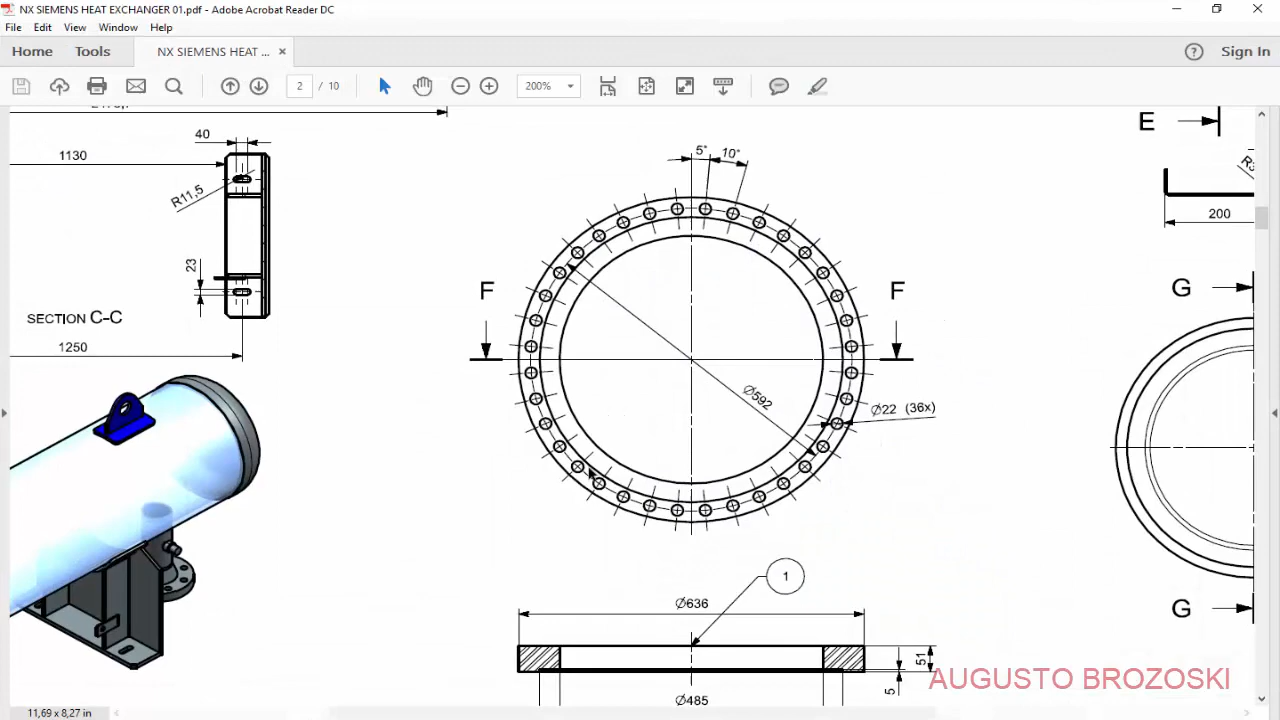 NX SIEMENS HEAT EXCHANGER 01.pdf - Adobe Acrobat Reader DC
File Edit View Window Help
Home Tools NX SIEMENS HEAT ... Sign In
2 / 10 200%
40
1130
R11,5
23
SECTION C-C
1250
5° 10°
F F
Ø592
Ø22 (36x)
1
Ø636
51
5
Ø485
E
200
G
G
AUGUSTO BROZOSKI
11,69 x 8,27 in